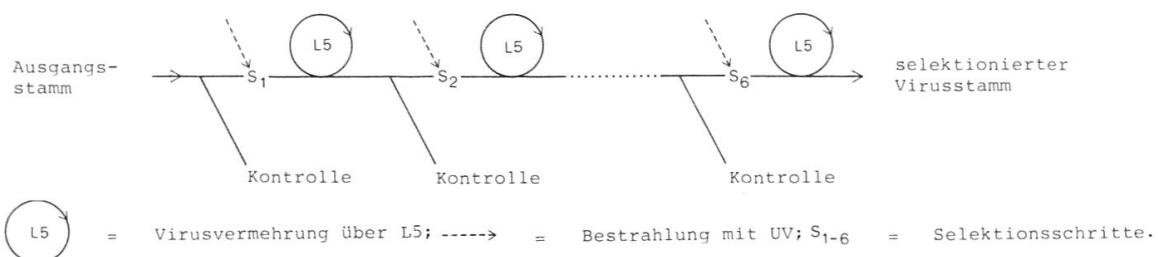 L5 L5 L5
Ausgangs-
stamm
S1 S2 S6
selektionierter
Virusstamm
Kontrolle Kontrolle Kontrolle
L5 = Virusvermehrung über L5; -----> = Bestrahlung mit UV; S1-6 = Selektionsschritte.